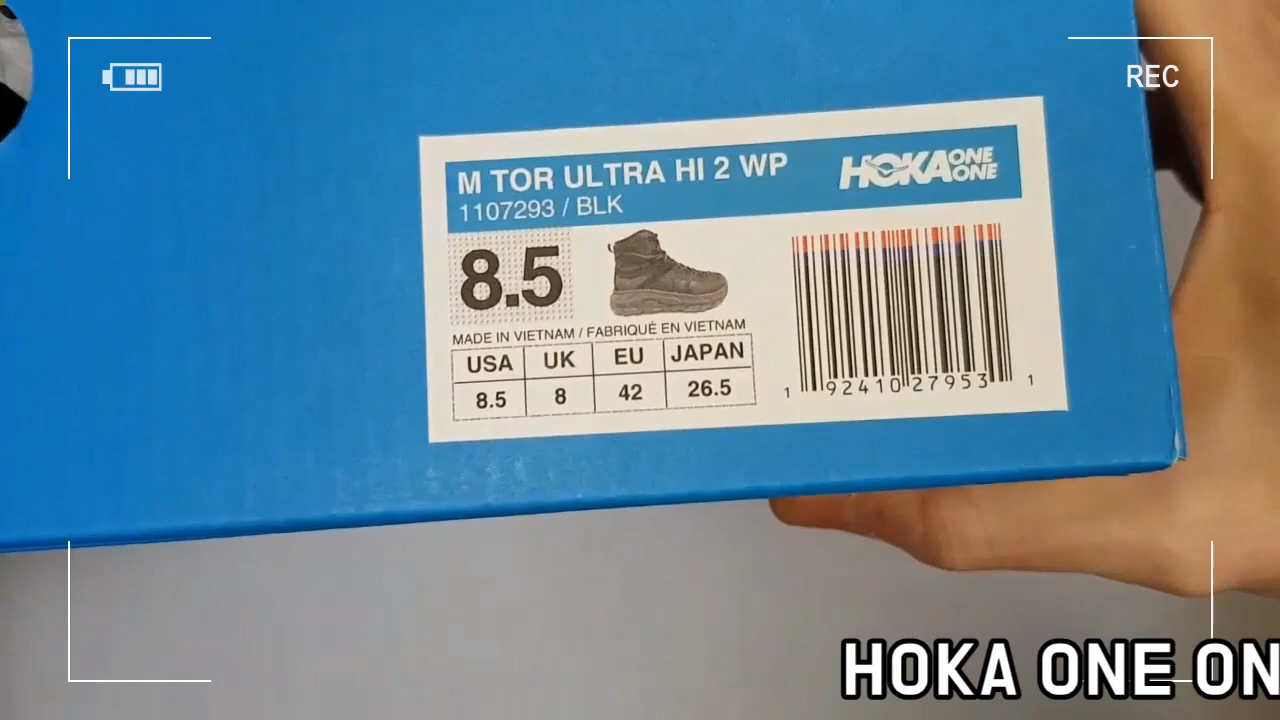 REC
M TOR ULTRA HI 2 WP
1107293 / BLK
HOKA ONE ONE
8.5
MADE IN VIETNAM / FABRIQUÉ EN VIETNAM
USA UK EU JAPAN
8.5 8 42 26.5
1 92410 27953 1
HOKA ONE ON